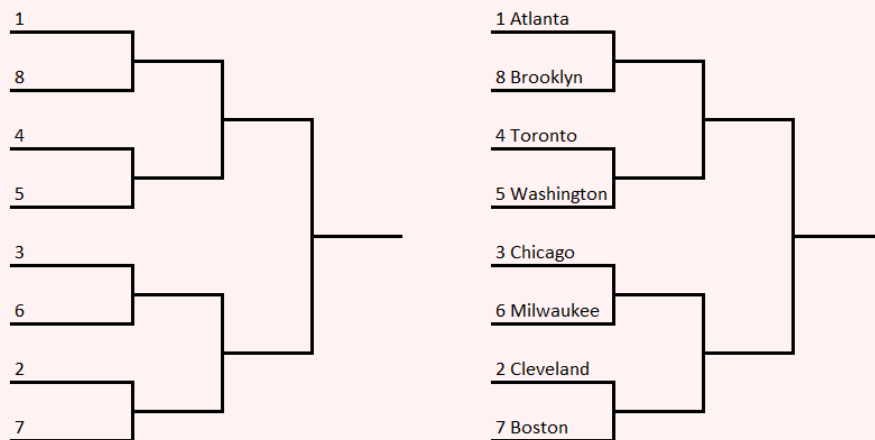 1
8
4
5
3
6
2
7
1 Atlanta
8 Brooklyn
4 Toronto
5 Washington
3 Chicago
6 Milwaukee
2 Cleveland
7 Boston